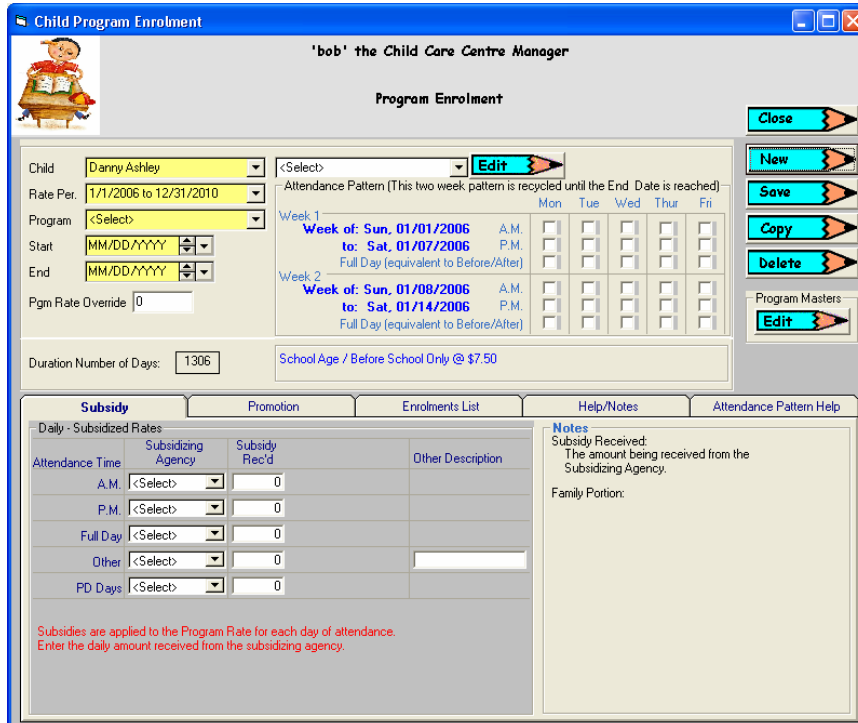 Child Program Enrolment
'bob' the Child Care Centre Manager
Program Enrolment
Close
New
Save
Copy
Delete
Program Masters
Edit
Child Danny Ashley
Rate Per. 1/1/2006 to 12/31/2010
Program <Select>
Start MM/DD/YYYY
End MM/DD/YYYY
Pgm Rate Override 0
<Select> Edit
Attendance Pattern (This two week pattern is recycled until the End Date is reached)
Mon Tue Wed Thur Fri
Week 1
Week of: Sun, 01/01/2006 A.M.
to: Sat, 01/07/2006 P.M.
Full Day (equivalent to Before/After)
Week 2
Week of: Sun, 01/08/2006 A.M.
to: Sat, 01/14/2006 P.M.
Full Day (equivalent to Before/After)
Duration Number of Days: 1306
School Age / Before School Only @ $7.50
Subsidy Promotion Enrolments List Help/Notes Attendance Pattern Help
Daily - Subsidized Rates
Attendance Time Subsidizing Agency Subsidy Rec'd Other Description
A.M. <Select> 0
P.M. <Select> 0
Full Day <Select> 0
Other <Select> 0
PD Days <Select> 0
Subsidies are applied to the Program Rate for each day of attendance.
Enter the daily amount received from the subsidizing agency.
Notes
Subsidy Received:
The amount being received from the
Subsidizing Agency.
Family Portion: